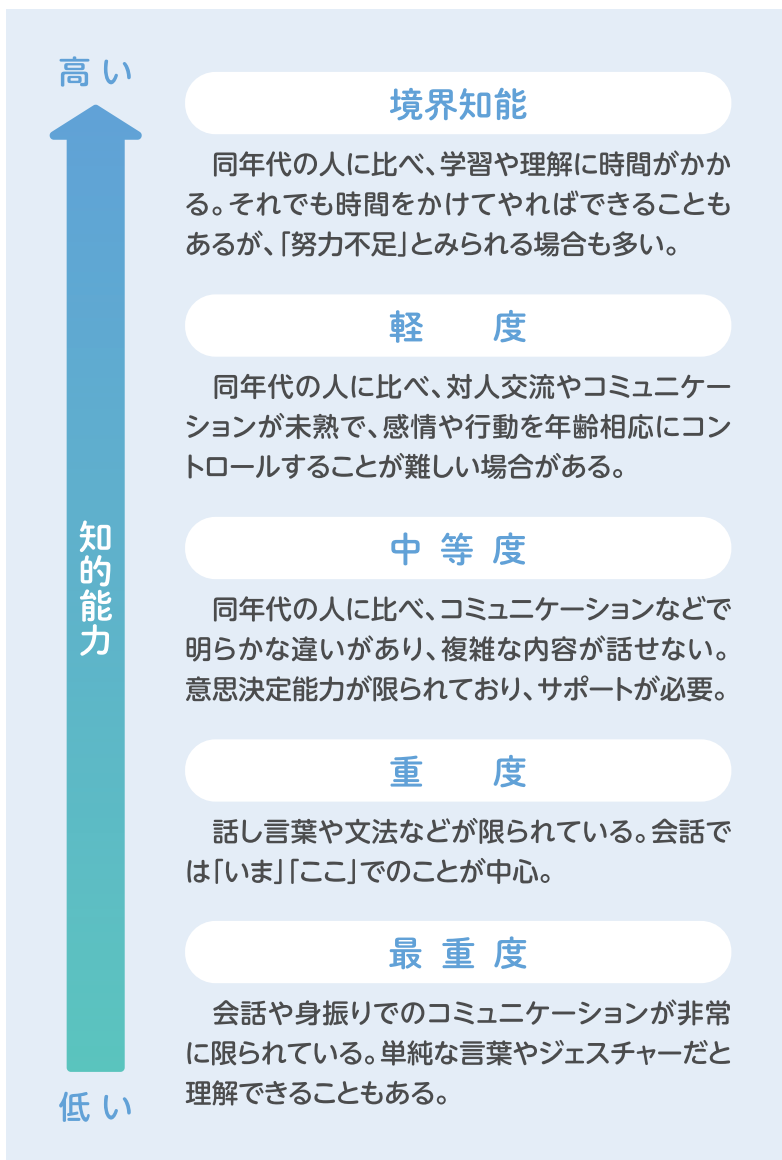 高い
境界知能
同年代の人に比べ、学習や理解に時間がかか
る。それでも時間をかけてやればできることも
あるが、「努力不足」とみられる場合も多い。
軽度
同年代の人に比べ、対人交流やコミュニケー
ションが未熟で、感情や行動を年齢相応にコン
トロールすることが難しい場合がある。
知的能力
中等度
同年代の人に比べ、コミュニケーションなどで
明らかな違いがあり、複雑な内容が話せない。
意思決定能力が限られており、サポートが必要。
重度
話し言葉や文法などが限られている。会話で
は「いま」「ここ」でのことが中心。
最重度
会話や身振りでのコミュニケーションが非常
に限られている。単純な言葉やジェスチャーだと
理解できることもある。
低い